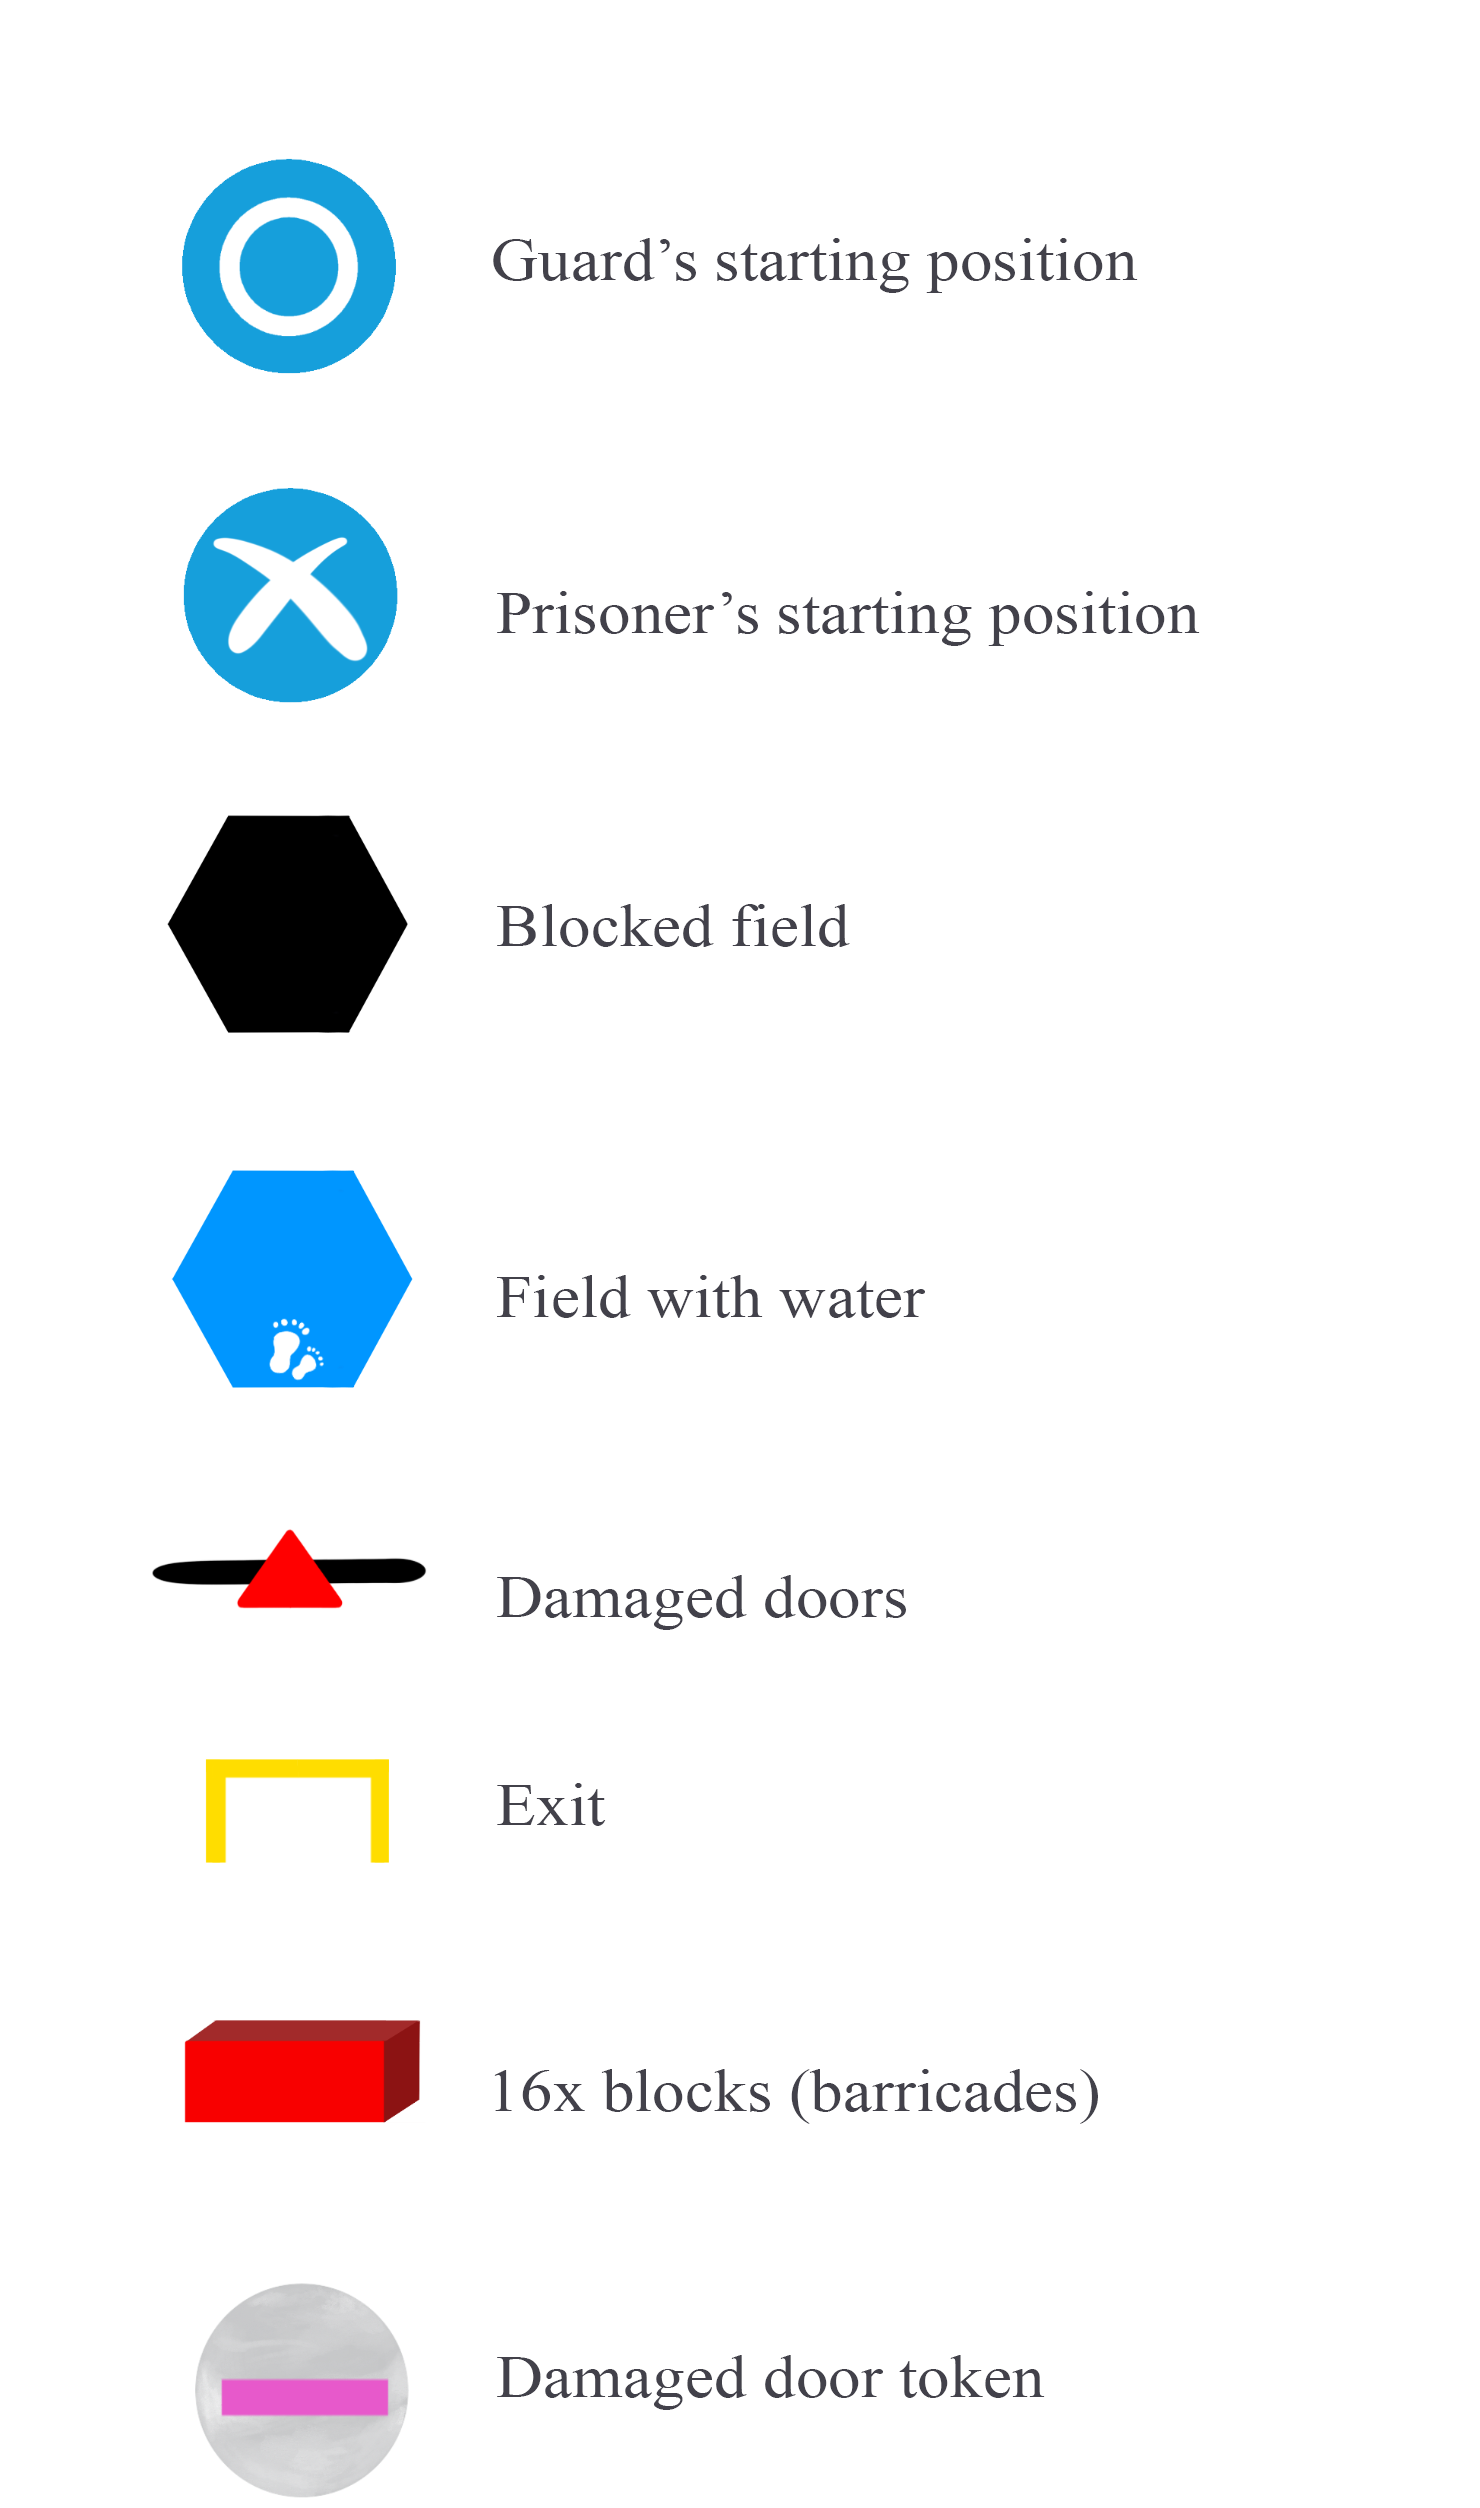 Guard’s starting position
Prisoner’s starting position
Blocked field
Field with water
Damaged doors
Exit
16x blocks (barricades)
Damaged door token